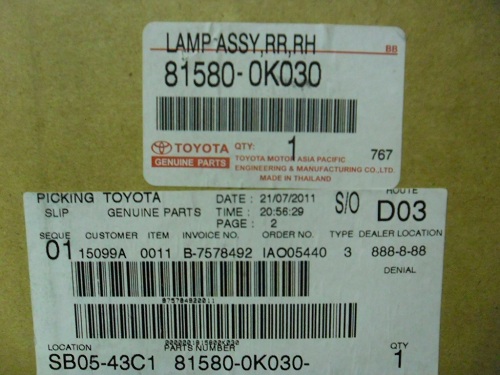 LAMP ASSY,RR,RH
BB
81580-0K030
TOYOTA
GENUINE PARTS
QTY: 1
767
TOYOTA MOTOR ASIA PACIFIC
ENGINEERING & MANUFACTURING CO.,LTD
MADE IN THAILAND
PICKING TOYOTA
SLIP GENUINE PARTS
DATE : 21/07/2011
TIME : 20:56:29
PAGE : 2
S/O
ROUTE
D03
SEQUE CUSTOMER ITEM INVOICE NO. ORDER NO. TYPE DEALER LOCATION
01 15099A 0011 B-7578492 IAO05440 3 888-8-88
DENIAL
875784920011
LOCATION PARTS NUMBER QTY
SB05-43C1 81580-0K030- 1